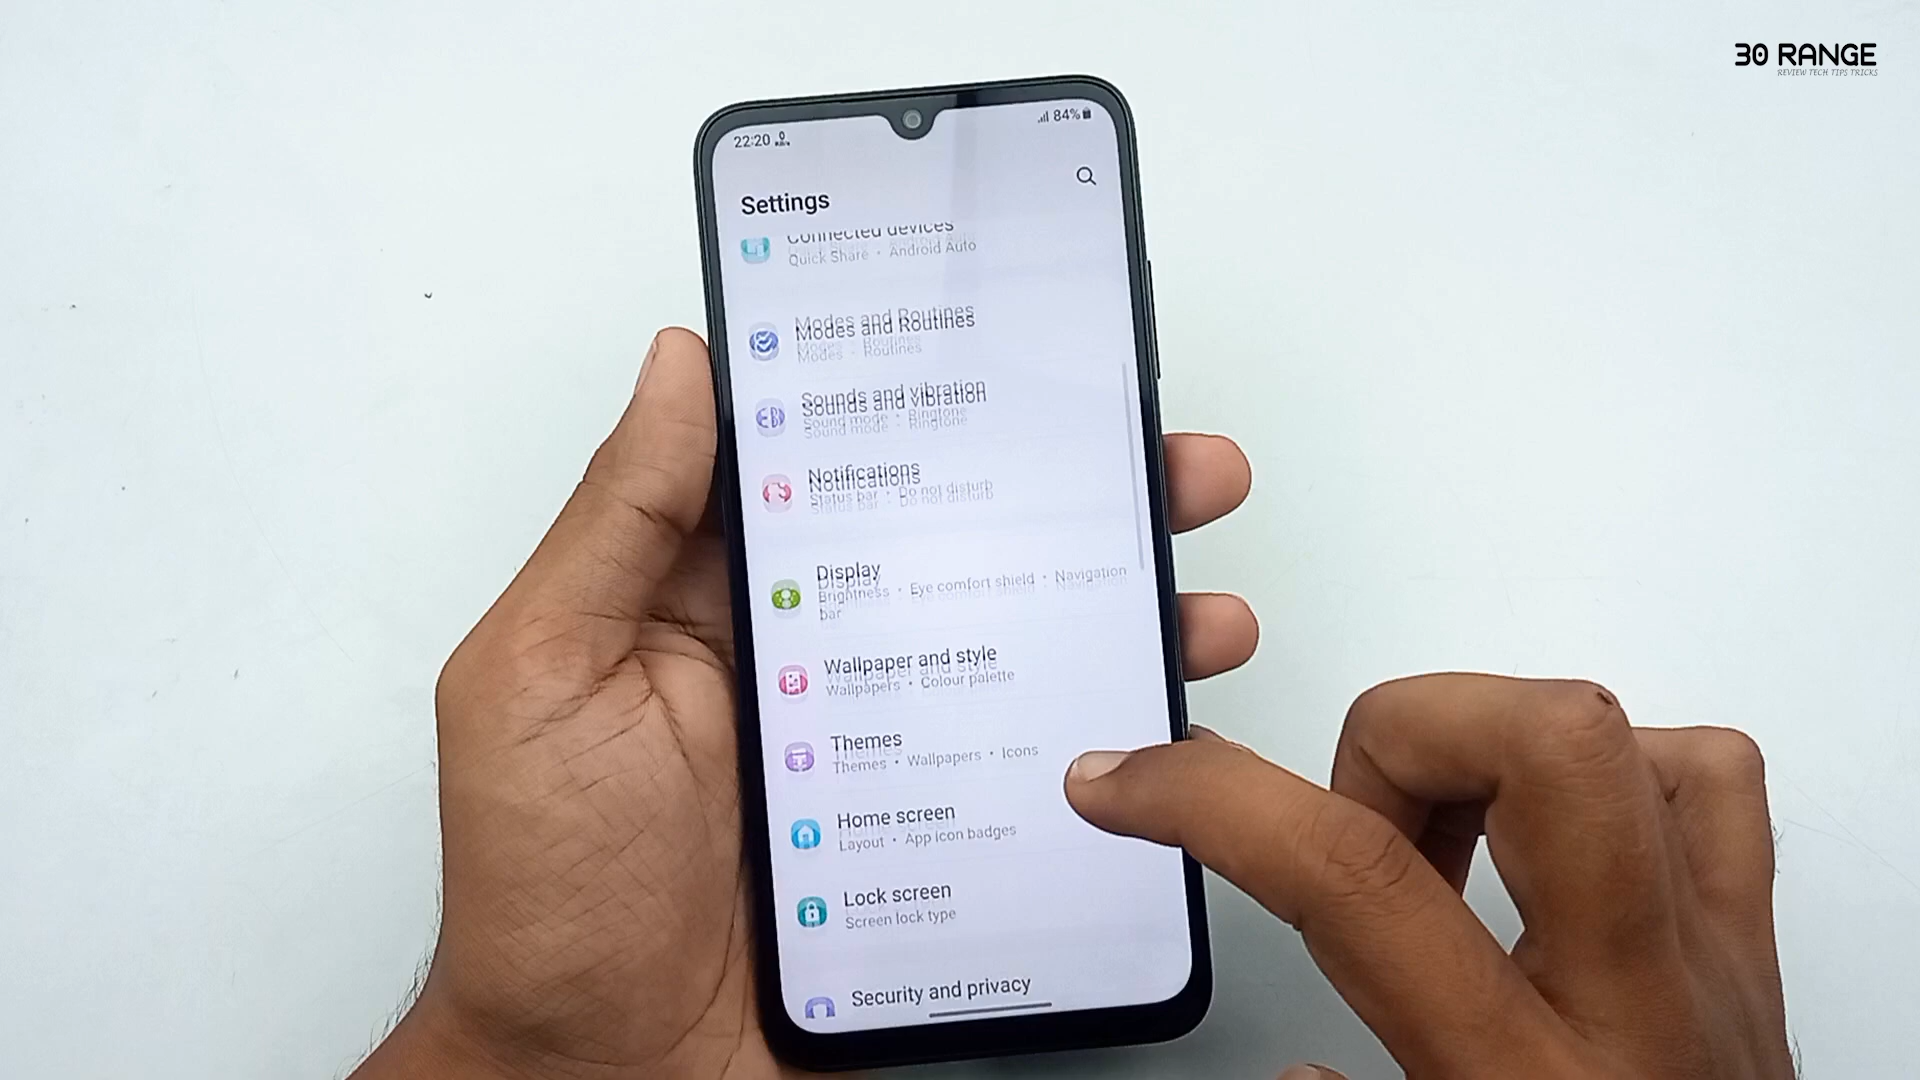 30 RANGE
REVIEW TECH TIPS TRICKS
22:20
84%
Settings
Connected devices
Quick Share • Android Auto
Modes and Routines
Modes • Routines
Sounds and vibration
Sound mode • Ringtone
Notifications
Status bar • Do not disturb
Display
Brightness • Eye comfort shield • Navigation
bar
Wallpaper and style
Wallpapers • Colour palette
Themes
Themes • Wallpapers • Icons
Home screen
Layout • App icon badges
Lock screen
Screen lock type
Security and privacy